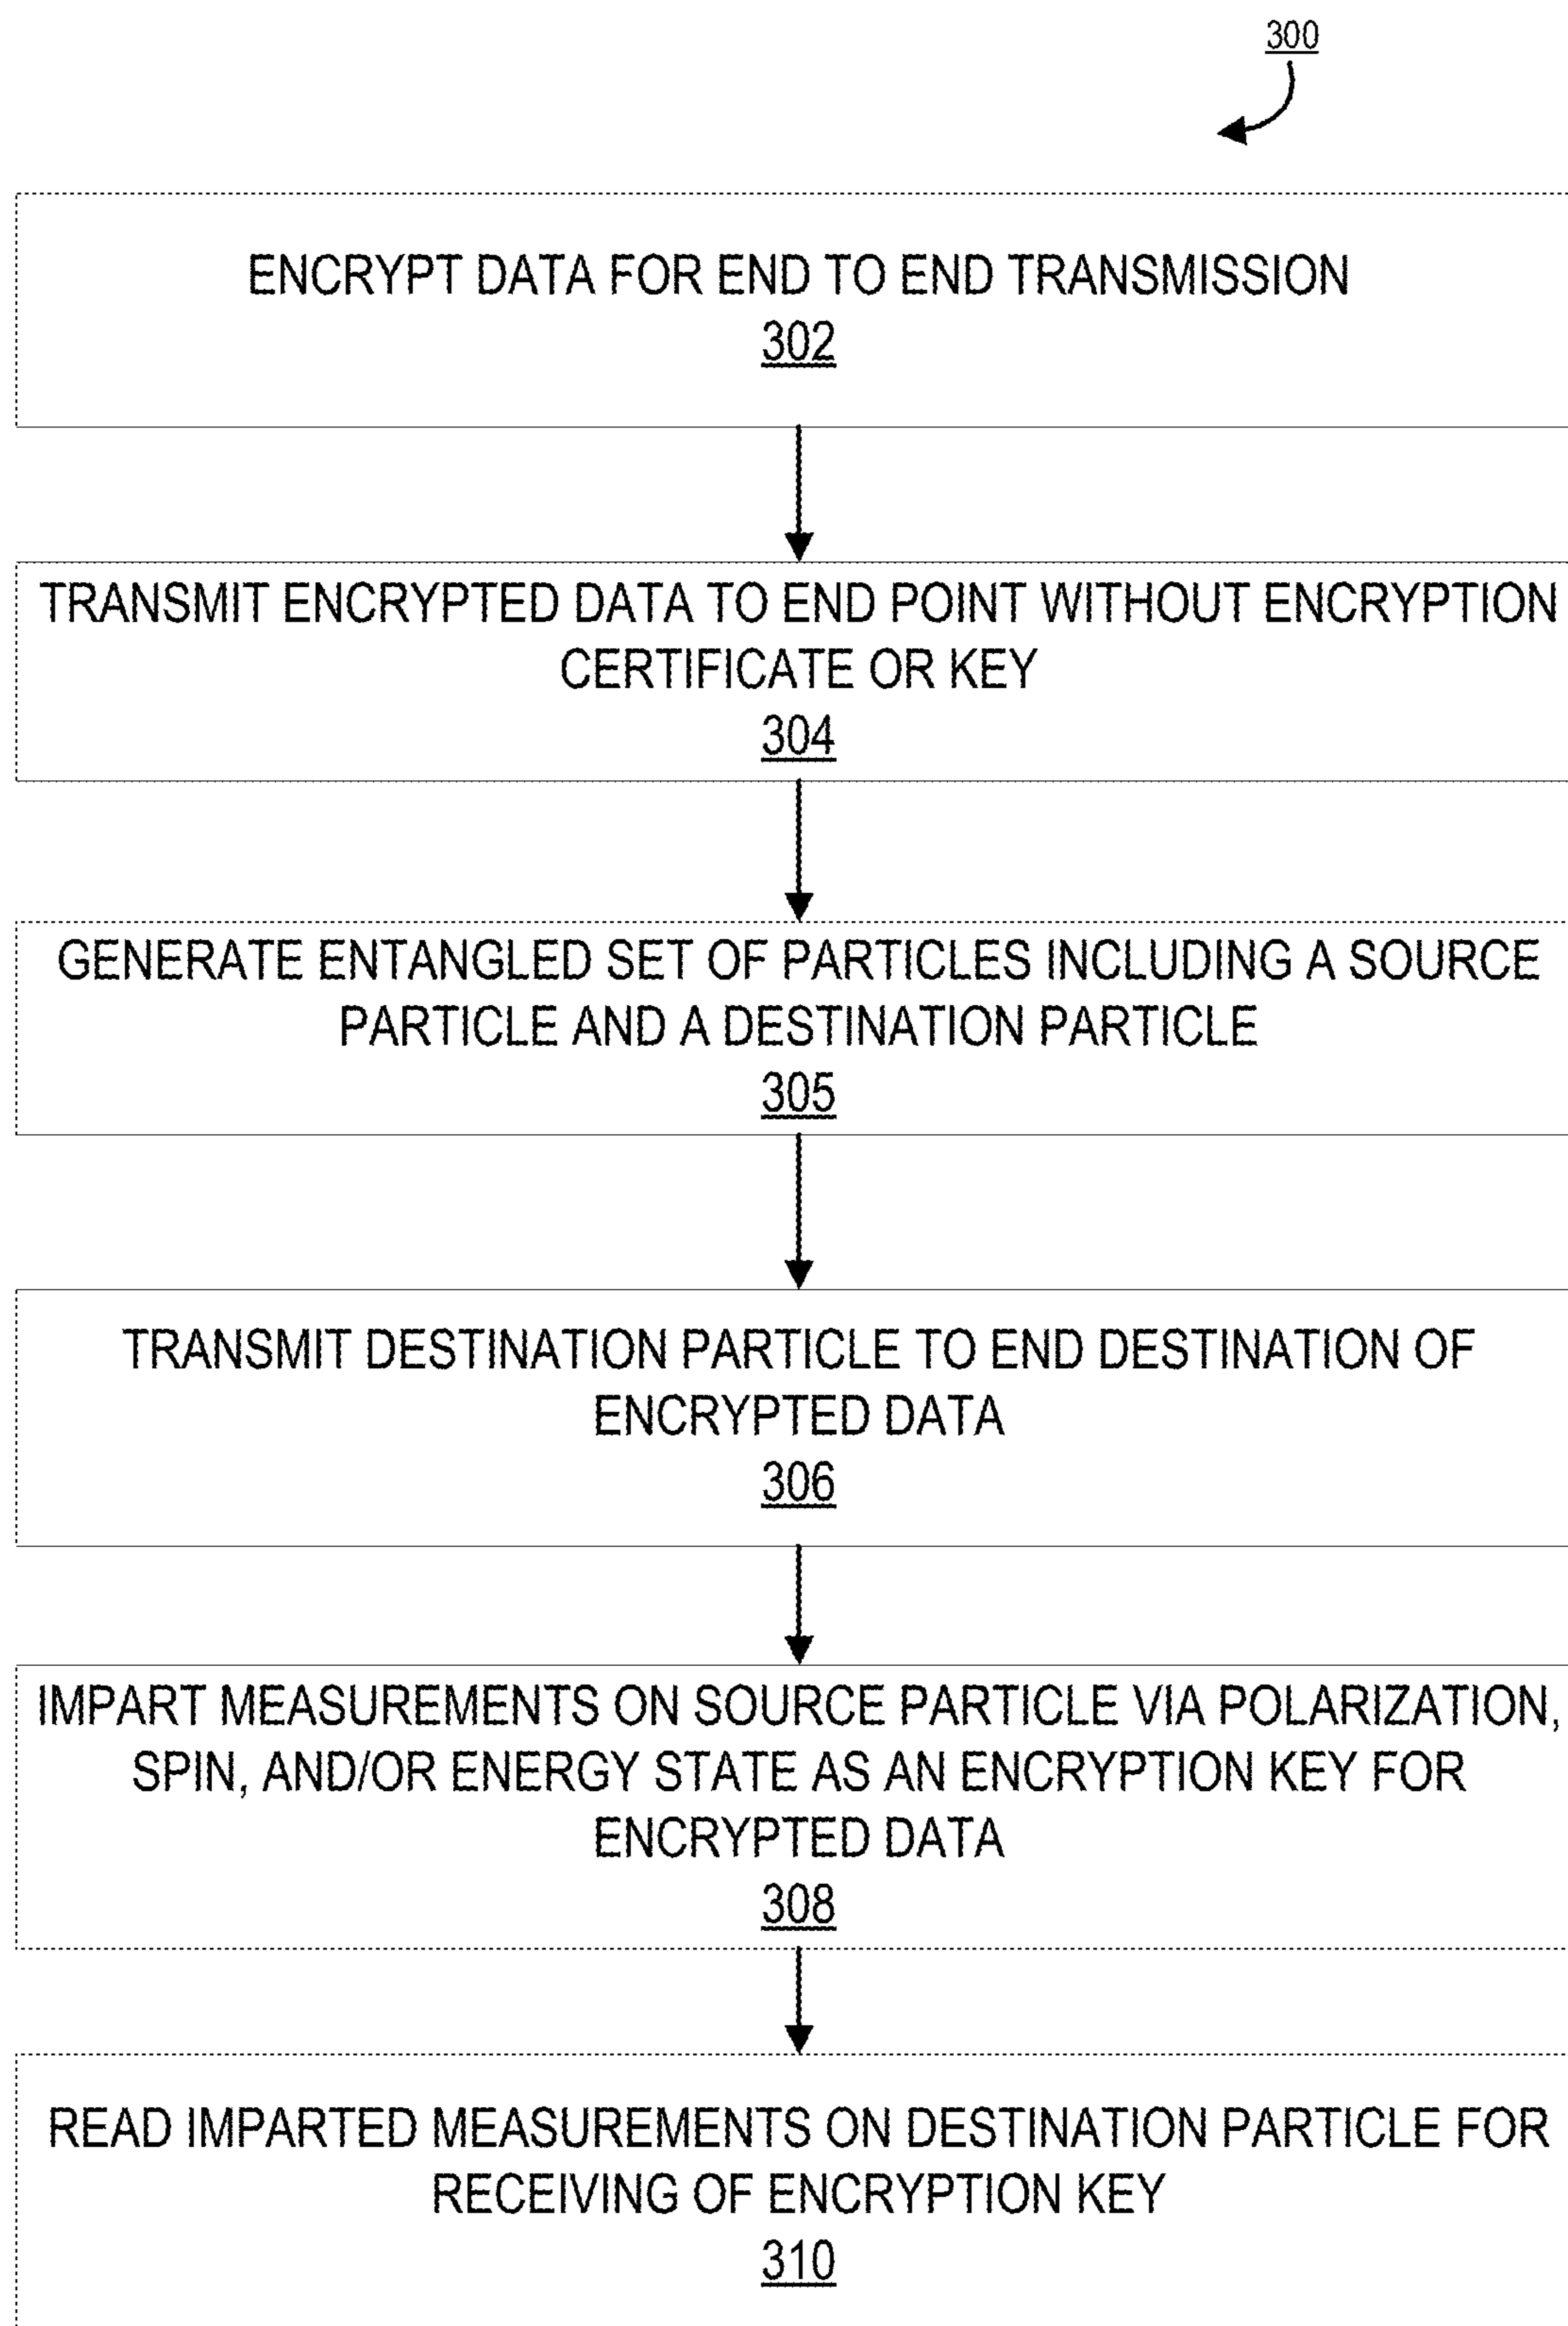 300
ENCRYPT DATA FOR END TO END TRANSMISSION
302
TRANSMIT ENCRYPTED DATA TO END POINT WITHOUT ENCRYPTION
CERTIFICATE OR KEY
304
GENERATE ENTANGLED SET OF PARTICLES INCLUDING A SOURCE
PARTICLE AND A DESTINATION PARTICLE
305
TRANSMIT DESTINATION PARTICLE TO END DESTINATION OF
ENCRYPTED DATA
306
IMPART MEASUREMENTS ON SOURCE PARTICLE VIA POLARIZATION,
SPIN, AND/OR ENERGY STATE AS AN ENCRYPTION KEY FOR
ENCRYPTED DATA
308
READ IMPARTED MEASUREMENTS ON DESTINATION PARTICLE FOR
RECEIVING OF ENCRYPTION KEY
310